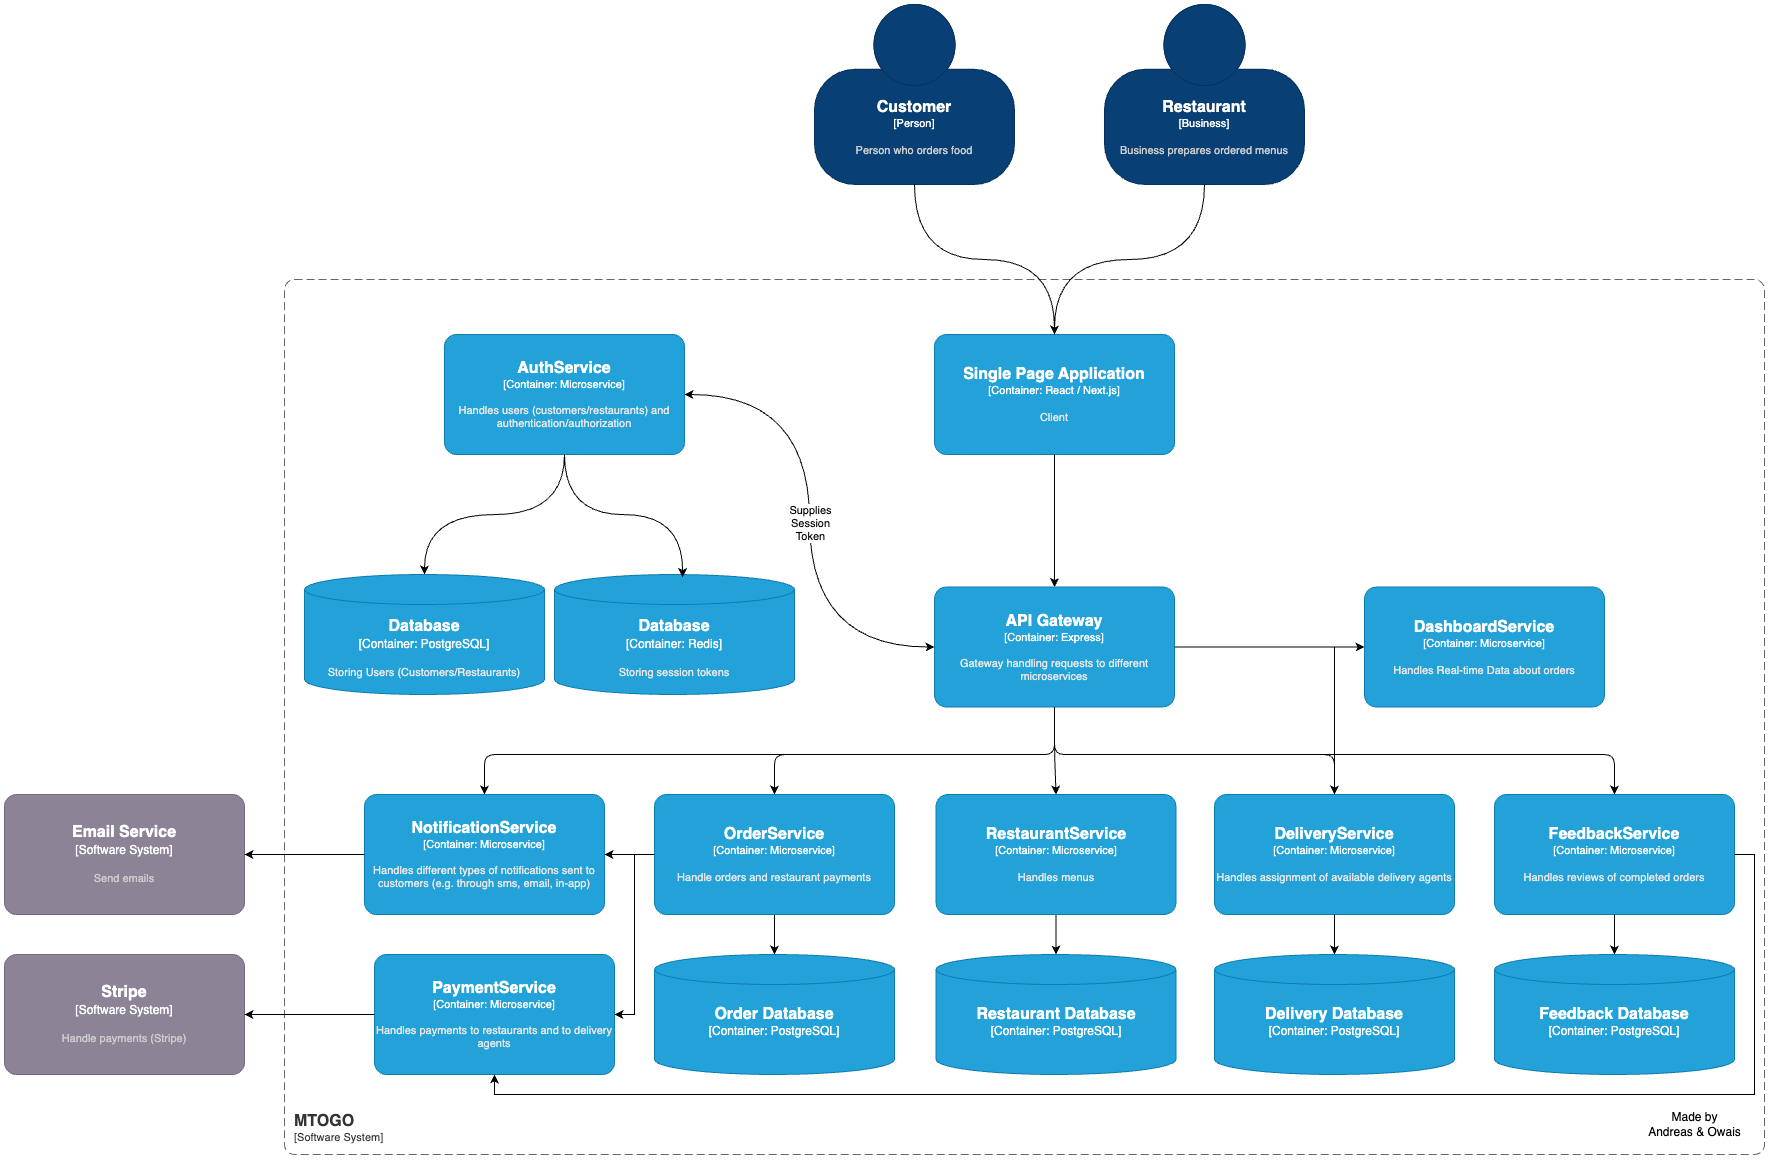 Customer
[Person]
Person who orders food
Restaurant
[Business]
Business prepares ordered menus
AuthService
[Container: Microservice]
Handles users (customers/restaurants) and
authentication/authorization
Single Page Application
[Container: React / Next.js]
Client
Supplies
Session
Token
Database
[Container: PostgreSQL]
Storing Users (Customers/Restaurants)
Database
[Container: Redis]
Storing session tokens
API Gateway
[Container: Express]
Gateway handling requests to different
microservices
DashboardService
[Container: Microservice]
Handles Real-time Data about orders
Email Service
[Software System]
Send emails
NotificationService
[Container: Microservice]
Handles different types of notifications sent to
customers (e.g. through sms, email, in-app)
OrderService
[Container: Microservice]
Handle orders and restaurant payments
RestaurantService
[Container: Microservice]
Handles menus
DeliveryService
[Container: Microservice]
Handles assignment of available delivery agents
FeedbackService
[Container: Microservice]
Handles reviews of completed orders
Stripe
[Software System]
Handle payments (Stripe)
PaymentService
[Container: Microservice]
Handles payments to restaurants and to delivery
agents
Order Database
[Container: PostgreSQL]
Restaurant Database
[Container: PostgreSQL]
Delivery Database
[Container: PostgreSQL]
Feedback Database
[Container: PostgreSQL]
MTOGO
[Software System]
Made by
Andreas & Owais